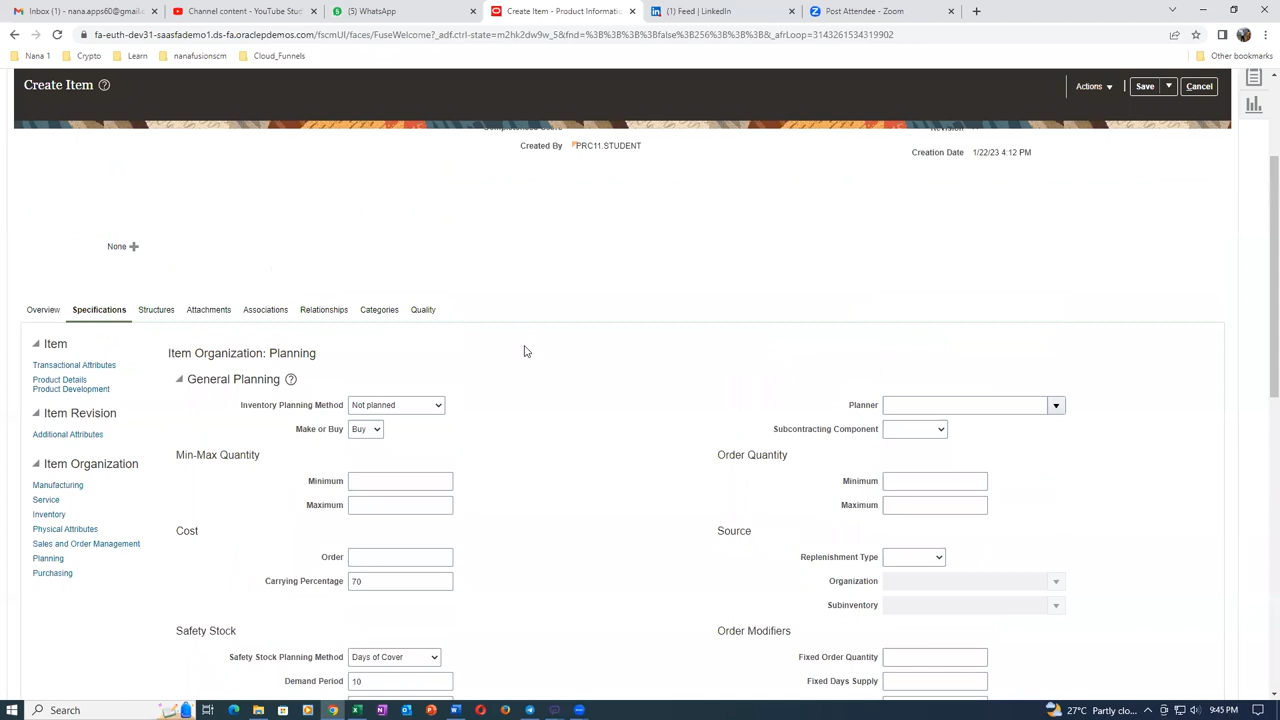 Inbox (1) - nana.apps60@gmail.
Channel content - YouTube Stud
(5) WhatsApp
Create Item - Product Informatio
(1) Feed | LinkedIn
Post Attendee - Zoom
fa-euth-dev31-saasfademo1.ds-fa.oraclepdemos.com/fscmUI/faces/FuseWelcome?_adf.ctrl-state=m2hk2dw9w_5&fnd=%3B%3B%3B%3Bfalse%3B256%3B%3B%3B&_afrLoop=3143261534319902
Nana 1
Crypto
Learn
nanafusionscm
Cloud_Funnels
Other bookmarks
Create Item
Actions
Save
Cancel
Created By PRC11.STUDENT
Creation Date 1/22/23 4:12 PM
None
Overview
Specifications
Structures
Attachments
Associations
Relationships
Categories
Quality
Item
Transactional Attributes
Product Details
Product Development
Item Revision
Additional Attributes
Item Organization
Manufacturing
Service
Inventory
Physical Attributes
Sales and Order Management
Planning
Purchasing
Item Organization: Planning
General Planning
Inventory Planning Method Not planned
Planner
Make or Buy Buy
Subcontracting Component
Min-Max Quantity
Order Quantity
Minimum
Minimum
Maximum
Maximum
Cost
Source
Order
Replenishment Type
Carrying Percentage 70
Organization
Subinventory
Safety Stock
Order Modifiers
Safety Stock Planning Method Days of Cover
Fixed Order Quantity
Demand Period 10
Fixed Days Supply
Search
27°C Partly clo...
9:45 PM